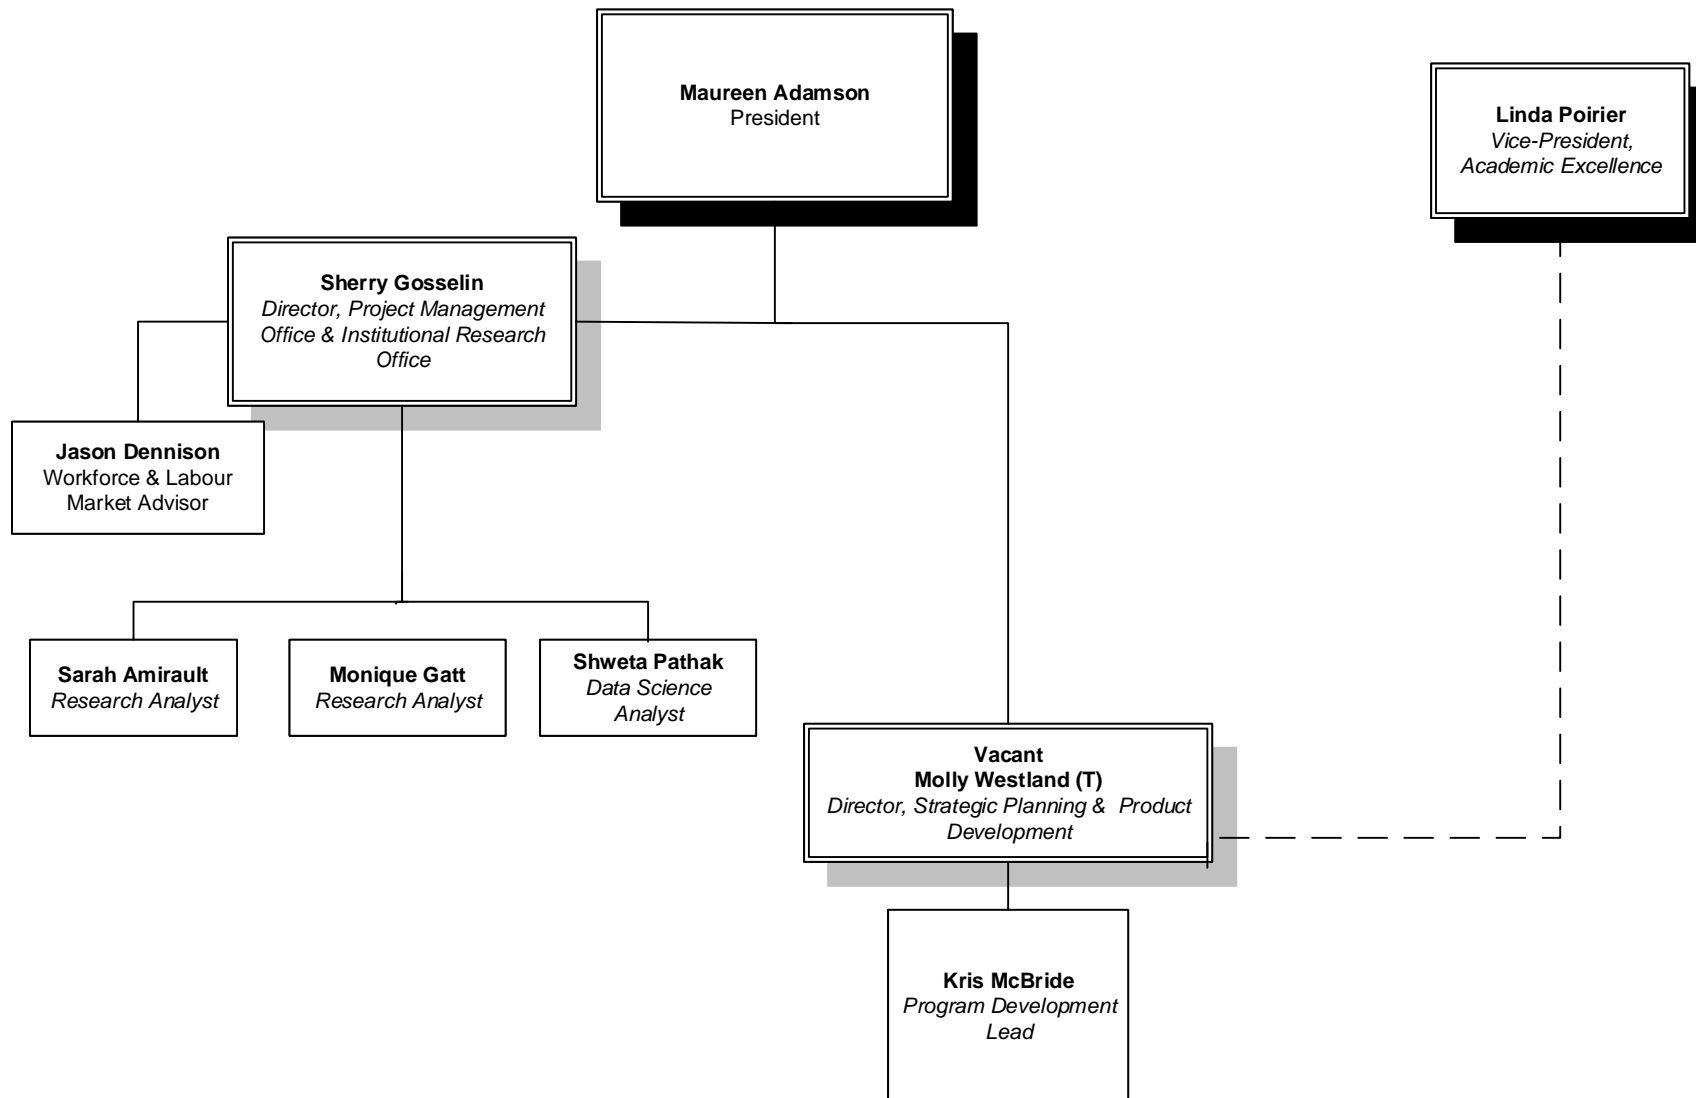 Maureen Adamson
President
Linda Poirier
Vice-President,
Academic Excellence
Sherry Gosselin
Director, Project Management
Office & Institutional Research
Office
Jason Dennison
Workforce & Labour
Market Advisor
Sarah Amirault
Research Analyst
Monique Gatt
Research Analyst
Shweta Pathak
Data Science
Analyst
Vacant
Molly Westland (T)
Director, Strategic Planning & Product
Development
Kris McBride
Program Development
Lead